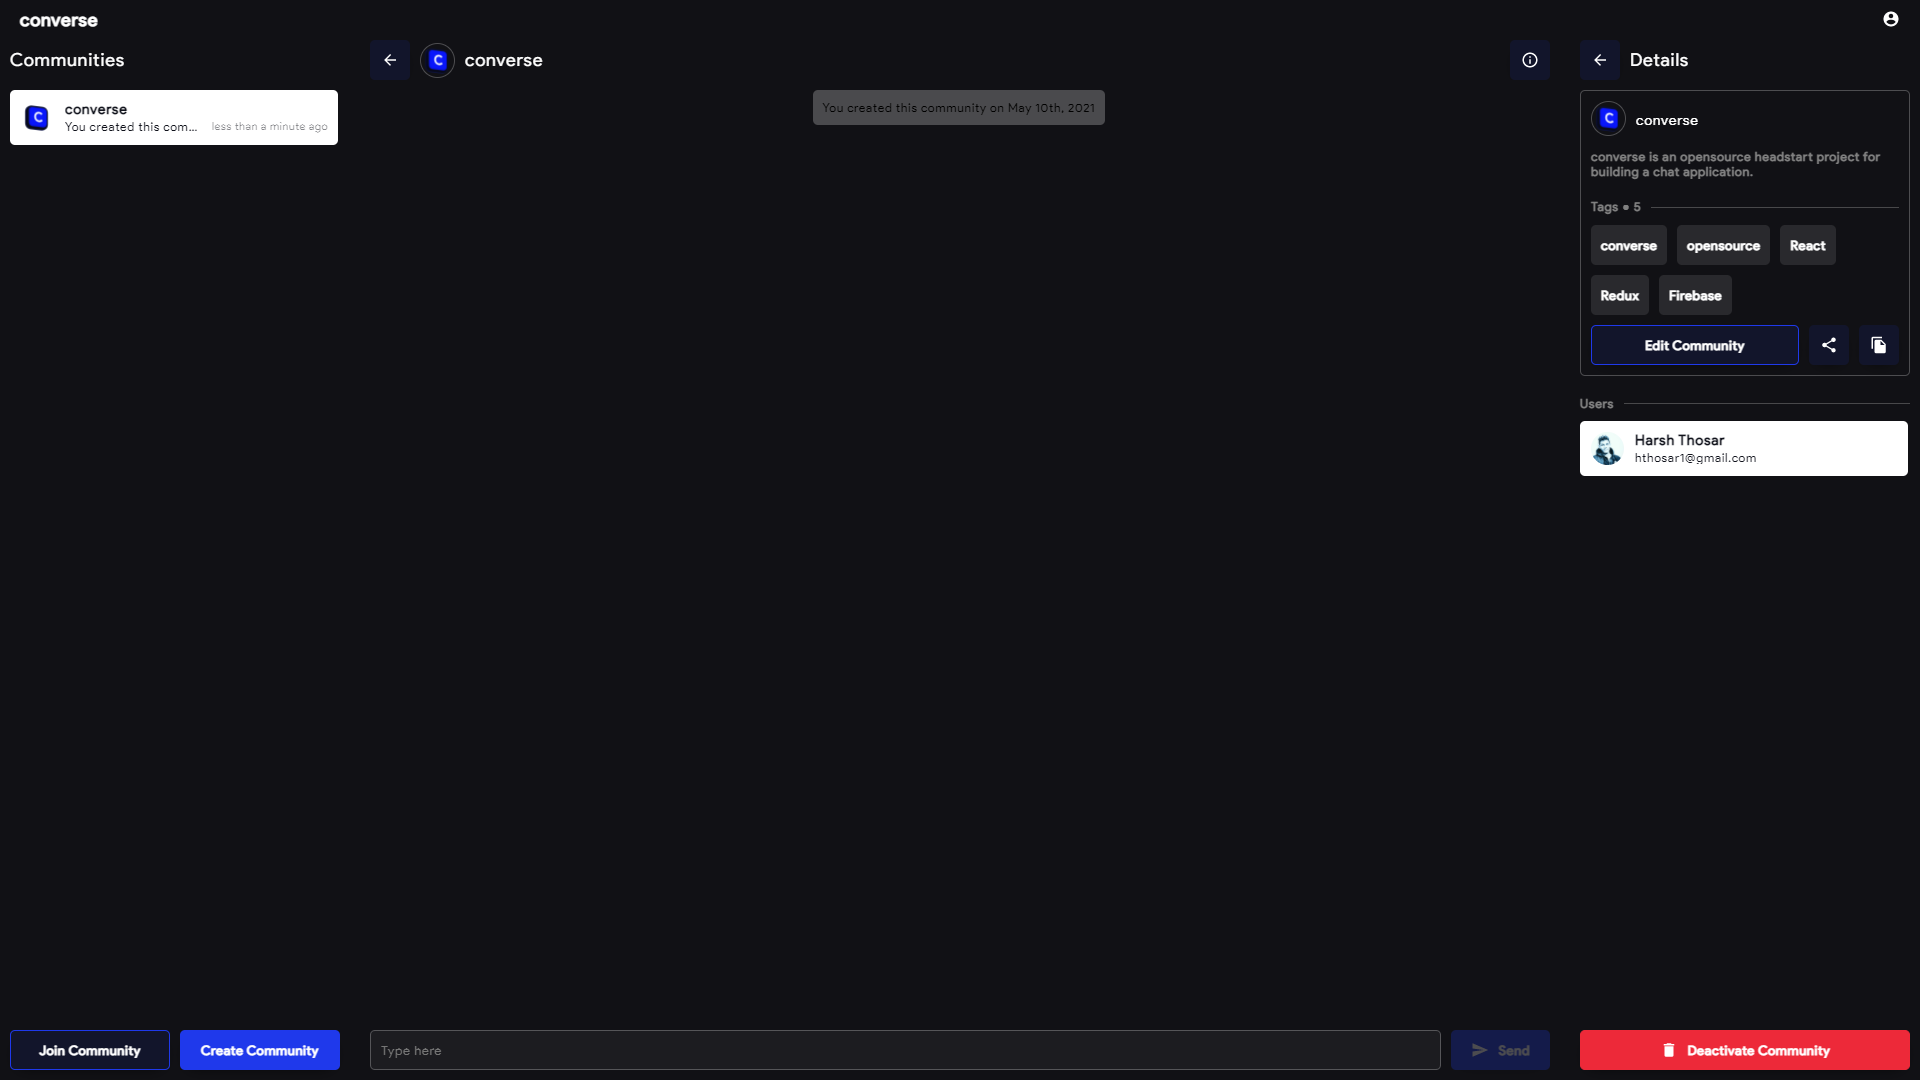 converse
Communities
C
converse
You created this com...
less than a minute ago
Join Community
Create Community
C
converse
You created this community on May 10th, 2021
Type here
Send
Details
C
converse
converse is an opensource headstart project for
building a chat application.
Tags • 5
converse
opensource
React
Redux
Firebase
Edit Community
Users
Harsh Thosar
hthosar1@gmail.com
Deactivate Community